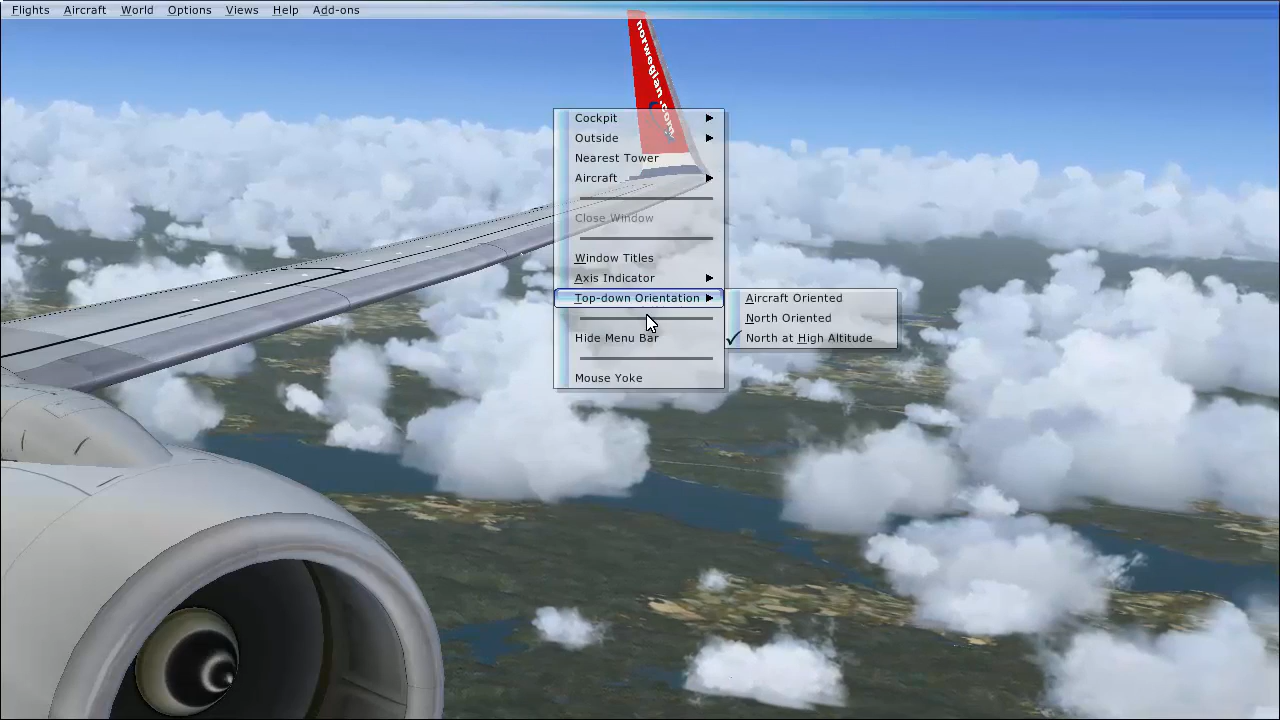 Flights Aircraft World Options Views Help Add-ons
norwegian.com
Cockpit
Outside
Nearest Tower
Aircraft
Close Window
Window Titles
Axis Indicator
Top-down Orientation
Hide Menu Bar
Mouse Yoke
Aircraft Oriented
North Oriented
North at High Altitude